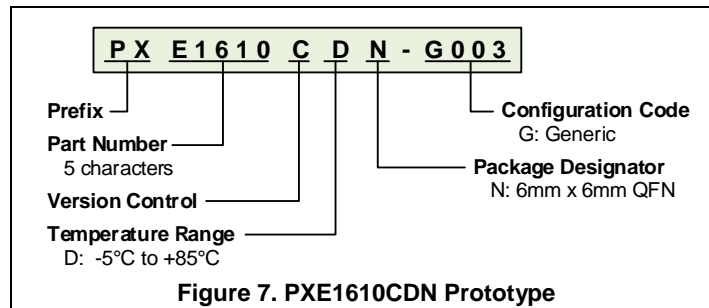 PX E1610 C D N - G003
Prefix
Configuration Code
G: Generic
Part Number
5 characters
Package Designator
N: 6mm x 6mm QFN
Version Control
Temperature Range
D: -5°C to +85°C
Figure 7. PXE1610CDN Prototype